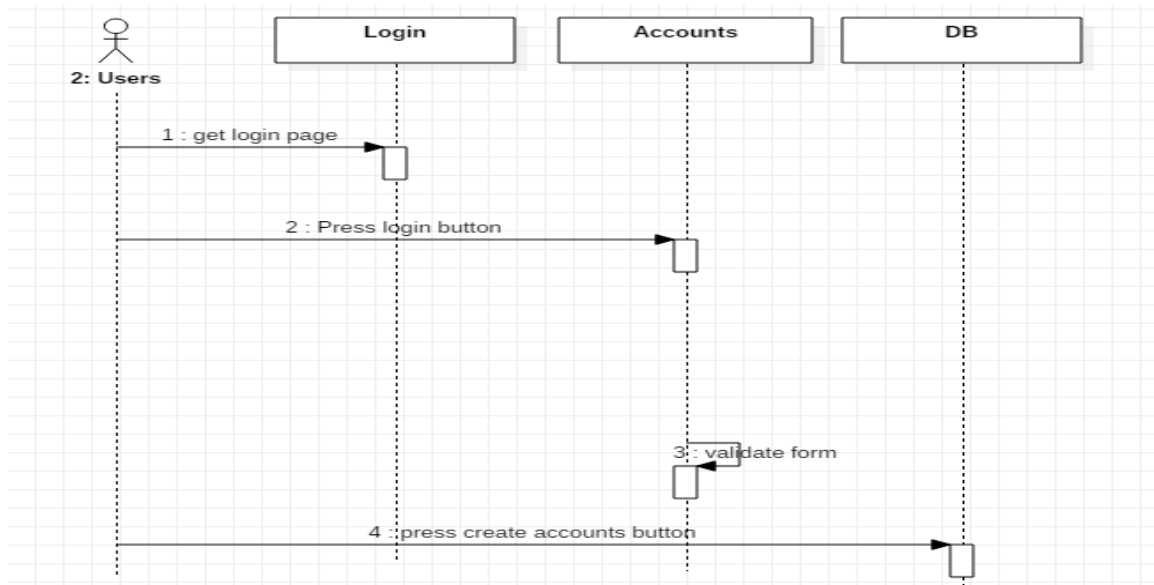 Login
Accounts
DB
2: Users
1 : get login page
2 : Press login button
3 : validate form
4 : press create accounts button